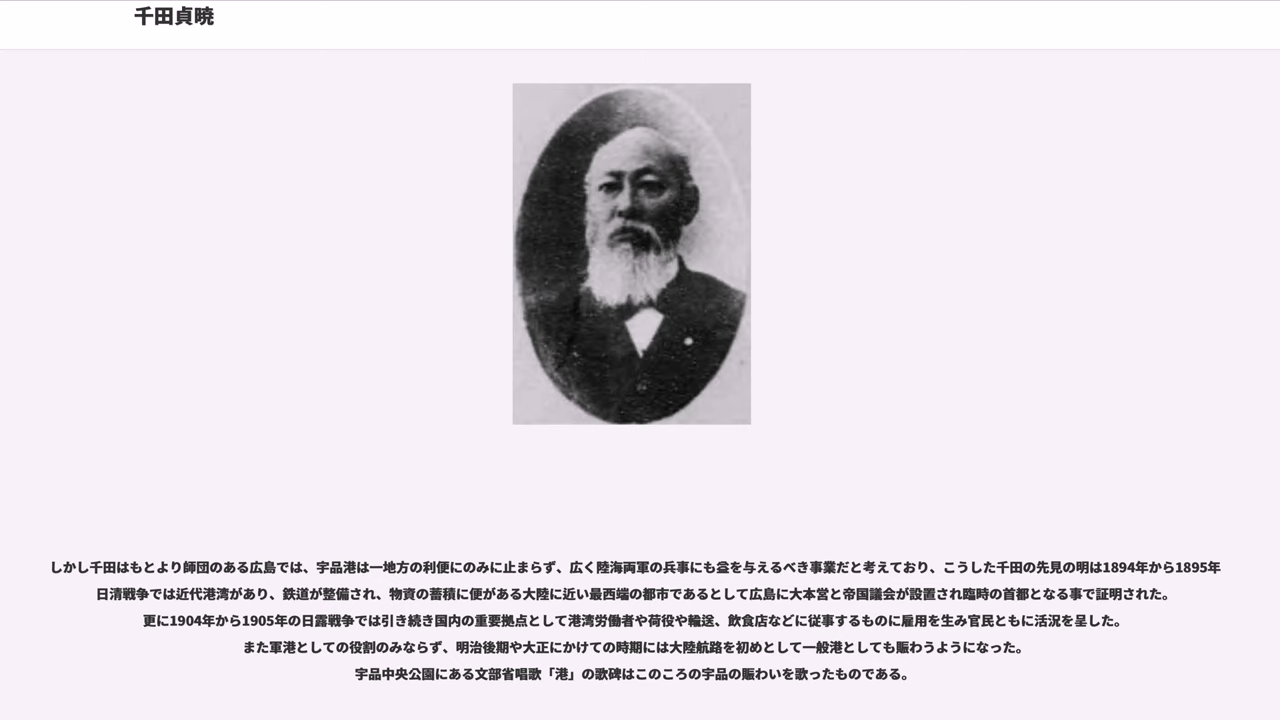 千田貞暁
しかし千田はもとより師団のある広島では、宇品港は一地方の利便にのみに止まらず、広く陸海両軍の兵事にも益を与えるべき事業だと考えており、こうした千田の先見の明は1894年から1895年
日清戦争では近代港湾があり、鉄道が整備され、物資の蓄積に便がある大陸に近い最西端の都市であるとして広島に大本営と帝国議会が設置され臨時の首都となる事で証明された。
更に1904年から1905年の日露戦争では引き続き国内の重要拠点として港湾労働者や荷役や輸送、飲食店などに従事するものに雇用を生み官民ともに活況を呈した。
また軍港としての役割のみならず、明治後期や大正にかけての時期には大陸航路を初めとして一般港としても賑わうようになった。
宇品中央公園にある文部省唱歌「港」の歌碑はこのころの宇品の賑わいを歌ったものである。